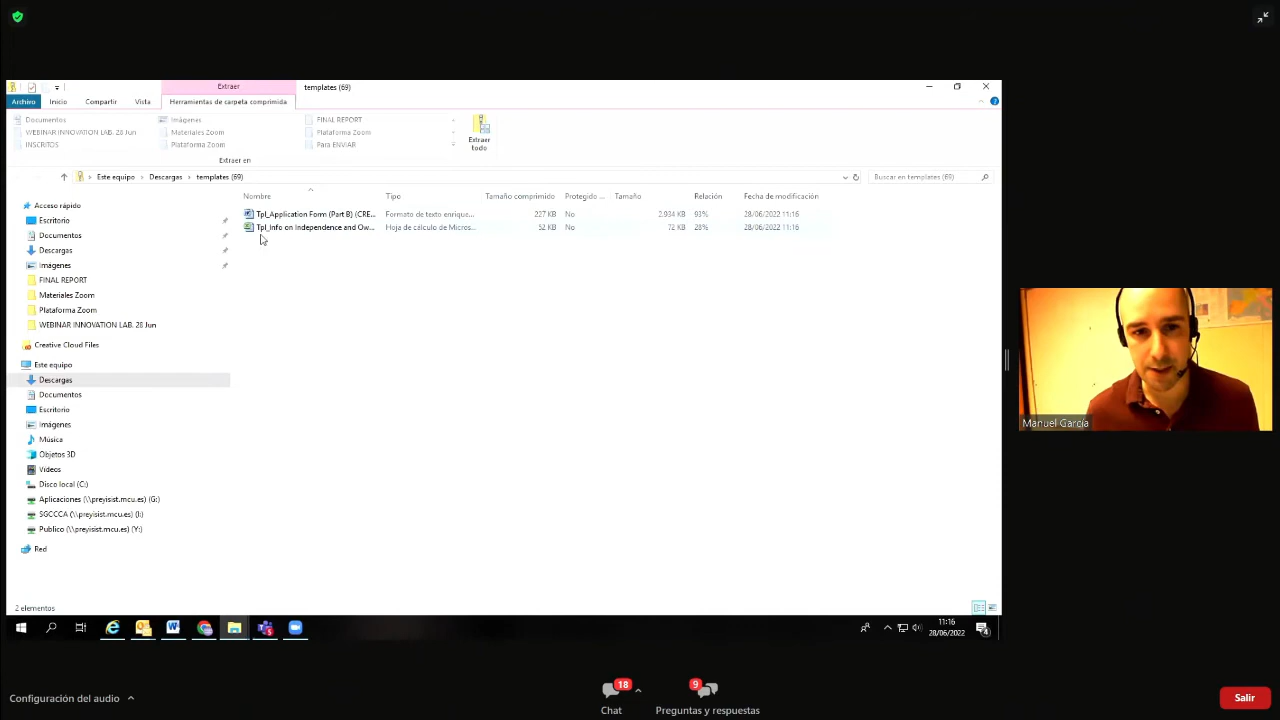 Extraer
templates (69)
Archivo
Inicio
Compartir
Vista
Herramientas de carpeta comprimida
Documentos
Imágenes
FINAL REPORT
WEBINAR INNOVATION LAB. 28 Jun
Materiales Zoom
Plataforma Zoom
INSCRITOS
Plataforma Zoom
Para ENVIAR
Extraer todo
Extraer en
Este equipo > Descargas > templates (69)
Buscar en templates (69)
Nombre
Tipo
Tamaño comprimido
Protegido ...
Tamaño
Relación
Fecha de modificación
Tpl_Application Form (Part B) (CRE... Formato de texto enrique... 227 KB No 2.934 KB 93% 28/06/2022 11:16
Tpl_Info on Independence and Ow... Hoja de cálculo de Micros... 52 KB No 72 KB 28% 28/06/2022 11:16
Acceso rápido
Escritorio
Documentos
Descargas
Imágenes
FINAL REPORT
Materiales Zoom
Plataforma Zoom
WEBINAR INNOVATION LAB. 28 Jun
Creative Cloud Files
Este equipo
Descargas
Documentos
Escritorio
Imágenes
Música
Objetos 3D
Vídeos
Disco local (C:)
Aplicaciones (\\preyisist.mcu.es) (G:)
SGCCCA (\\preyisist.mcu.es) (I:)
Publico (\\preyisist.mcu.es) (Y:)
Red
2 elementos
Manuel García
5
11:16
28/06/2022
4
Configuración del audio
18
Chat
9
Preguntas y respuestas
Salir